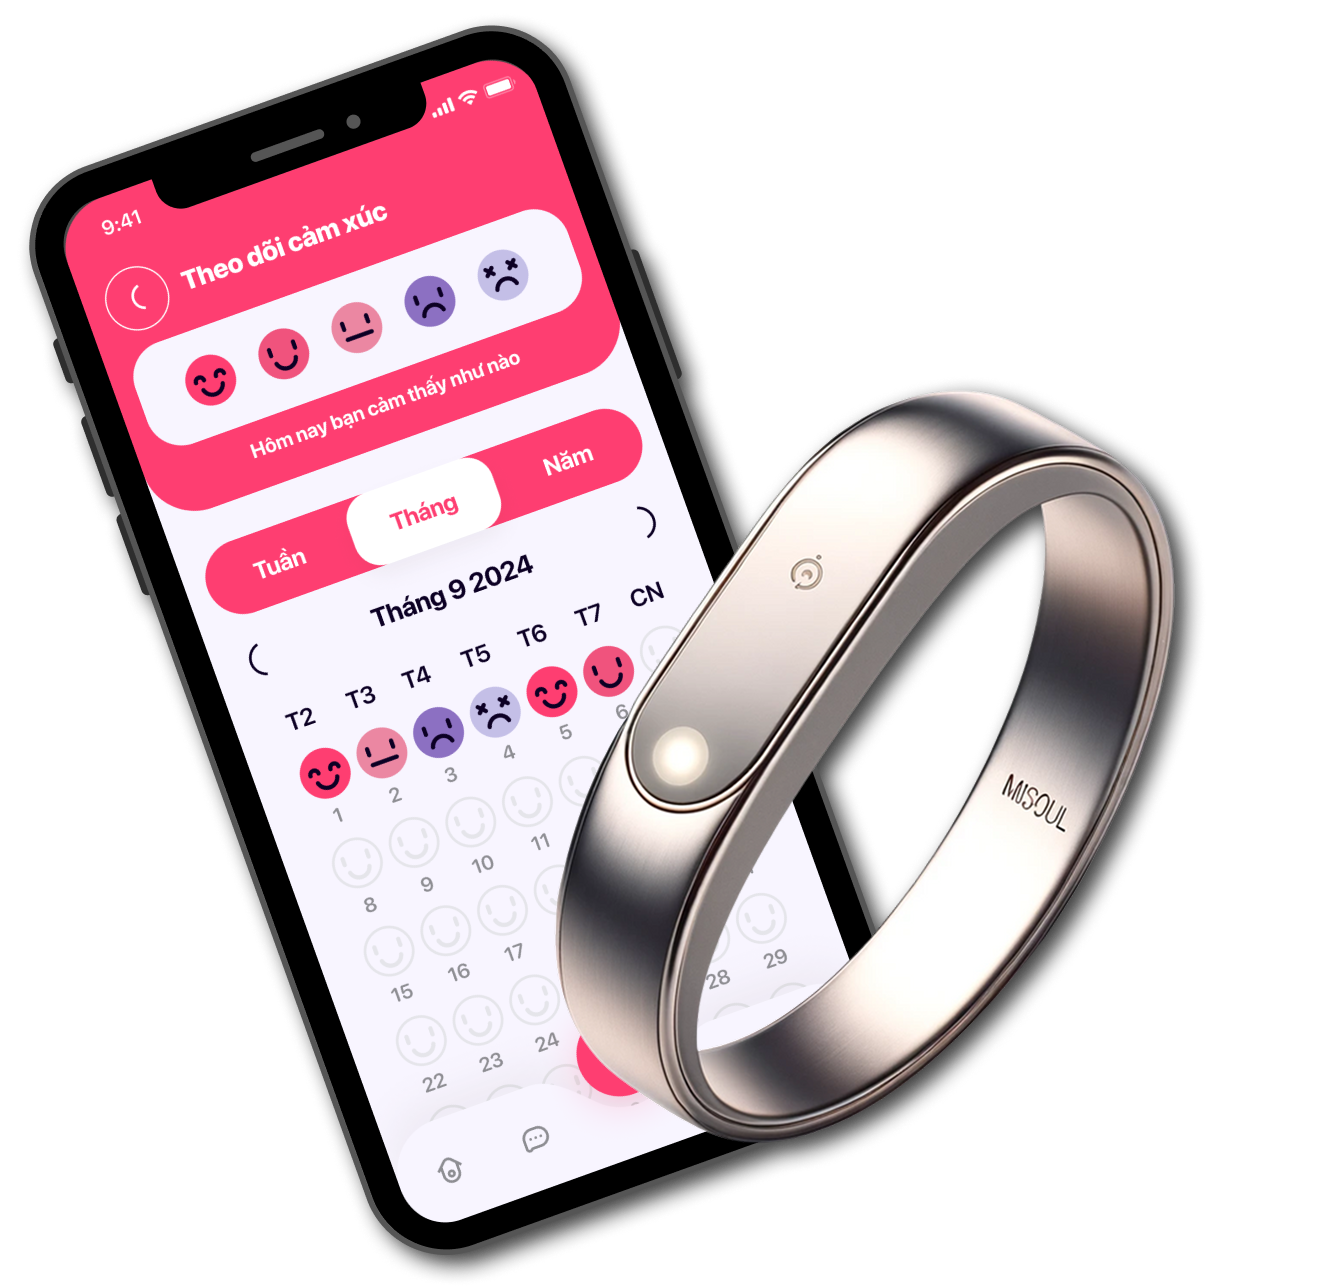 9:41
Theo dõi cảm xúc
Hôm nay bạn cảm thấy như nào
Tuần Tháng Năm
Tháng 9 2024
T2 T3 T4 T5 T6 T7 CN
1 2 3 4 5 6
8 9 10 11
15 16 17
22 23 24 28 29
MISOUL